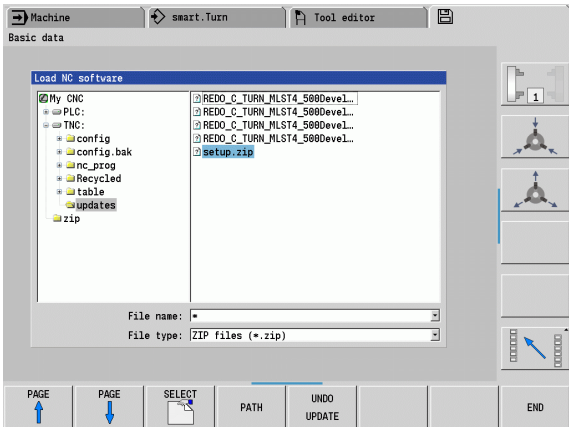 Machine
smart.Turn
Tool editor
Basic data
Load NC software
My CNC
PLC:
TNC:
config
config.bak
nc_prog
Recycled
table
updates
zip
REDO_C_TURN_MLST4_500Devel…
REDO_C_TURN_MLST4_500Devel…
REDO_C_TURN_MLST4_500Devel…
REDO_C_TURN_MLST4_500Devel…
setup.zip
File name: *
File type: ZIP files (*.zip)
1
PAGE
PAGE
SELECT
PATH
UNDO
UPDATE
END